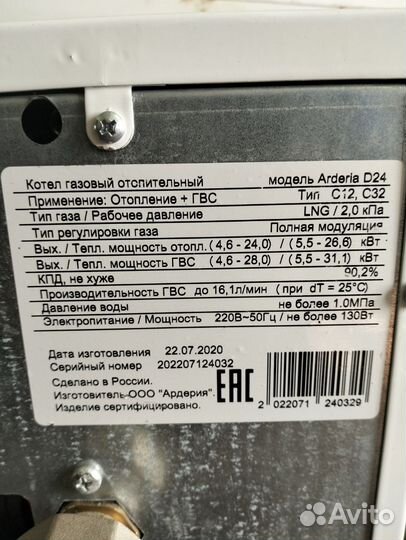 Котел газовый отспительный модель Arderia D24
Применение: Отопление + ГВС Тип С12, С32
Тип газа / Рабочее давление LNG / 2,0 кПа
Тип регулировки газа Полная модуляция
Вых. / Тепл. мощность отопл. (4,6 - 24,0) / (5,5 - 26,6) кВт
Вых. / Тепл. мощность ГВС (4,6 - 28,0) / (5,5 - 31,1) кВт
КПД, не хуже 90,2%
Производительность ГВС до 16,1л/мин ( при dT = 25°C)
Давление воды не более 1.0МПа
Электропитание / Мощность 220В~50Гц / не более 130Вт
Дата изготовления 22.07.2020
Серийный номер 202207124032
Сделано в России.
Изготовитель-ООО "Ардерия".
Изделие сертифицировано.
EAC
2 022071 240329
Avito